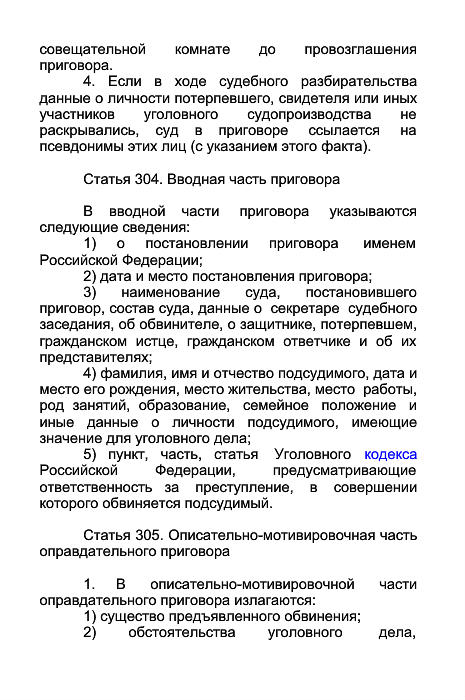 совещательной комнате до провозглашения
приговора.
4. Если в ходе судебного разбирательства
данные о личности потерпевшего, свидетеля или иных
участников уголовного судопроизводства не
раскрывались, суд в приговоре ссылается на
псевдонимы этих лиц (с указанием этого факта).
Статья 304. Вводная часть приговора
В вводной части приговора указываются
следующие сведения:
1) о постановлении приговора именем
Российской Федерации;
2) дата и место постановления приговора;
3) наименование суда, постановившего
приговор, состав суда, данные о секретаре судебного
заседания, об обвинителе, о защитнике, потерпевшем,
гражданском истце, гражданском ответчике и об их
представителях;
4) фамилия, имя и отчество подсудимого, дата и
место его рождения, место жительства, место работы,
род занятий, образование, семейное положение и
иные данные о личности подсудимого, имеющие
значение для уголовного дела;
5) пункт, часть, статья Уголовного кодекса
Российской Федерации, предусматривающие
ответственность за преступление, в совершении
которого обвиняется подсудимый.
Статья 305. Описательно-мотивировочная часть
оправдательного приговора
1. В описательно-мотивировочной части
оправдательного приговора излагаются:
1) существо предъявленного обвинения;
2) обстоятельства уголовного дела,